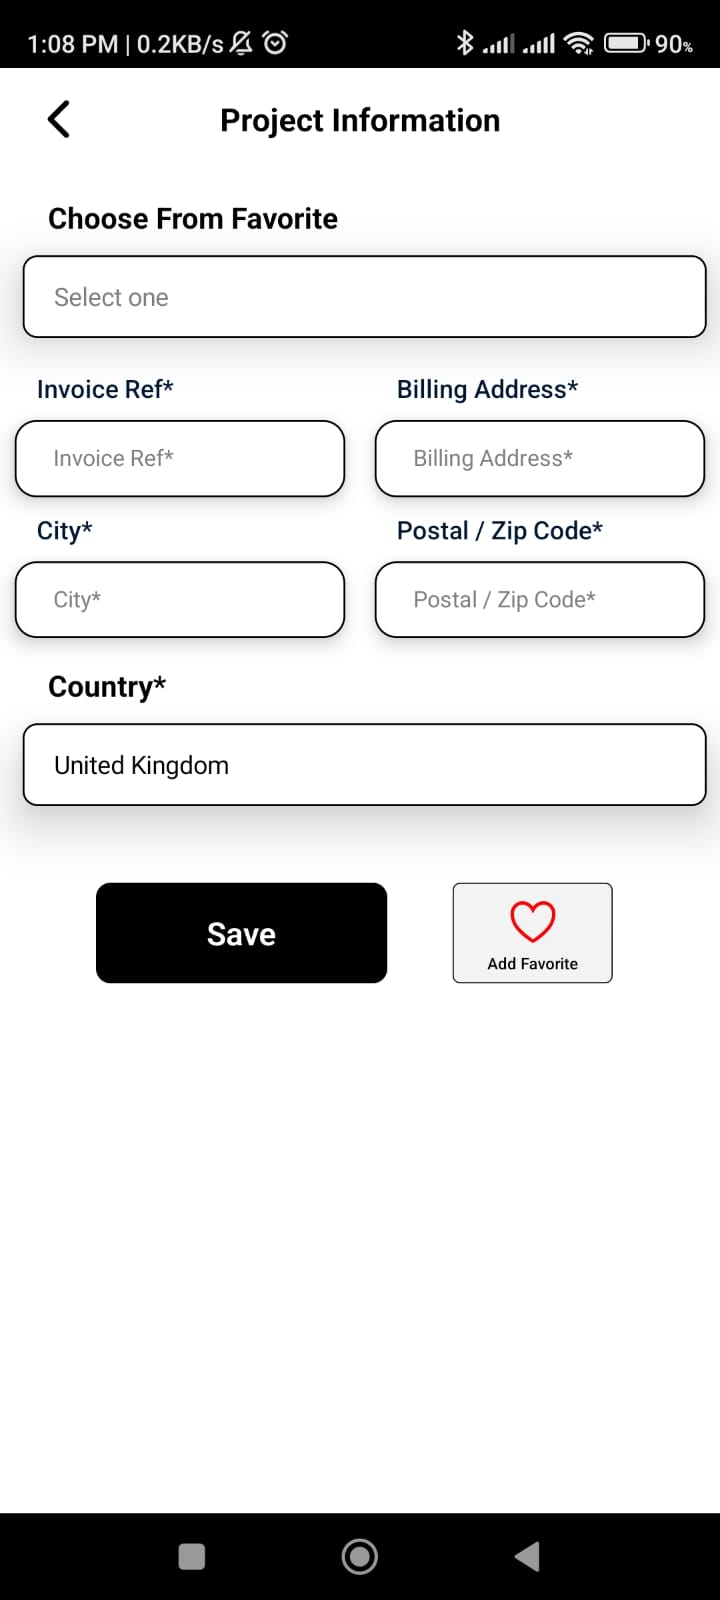 1:08 PM | 0.2KB/s 90%
Project Information
Choose From Favorite
Select one
Invoice Ref* Billing Address*
Invoice Ref* Billing Address*
City* Postal / Zip Code*
City* Postal / Zip Code*
Country*
United Kingdom
Save
Add Favorite